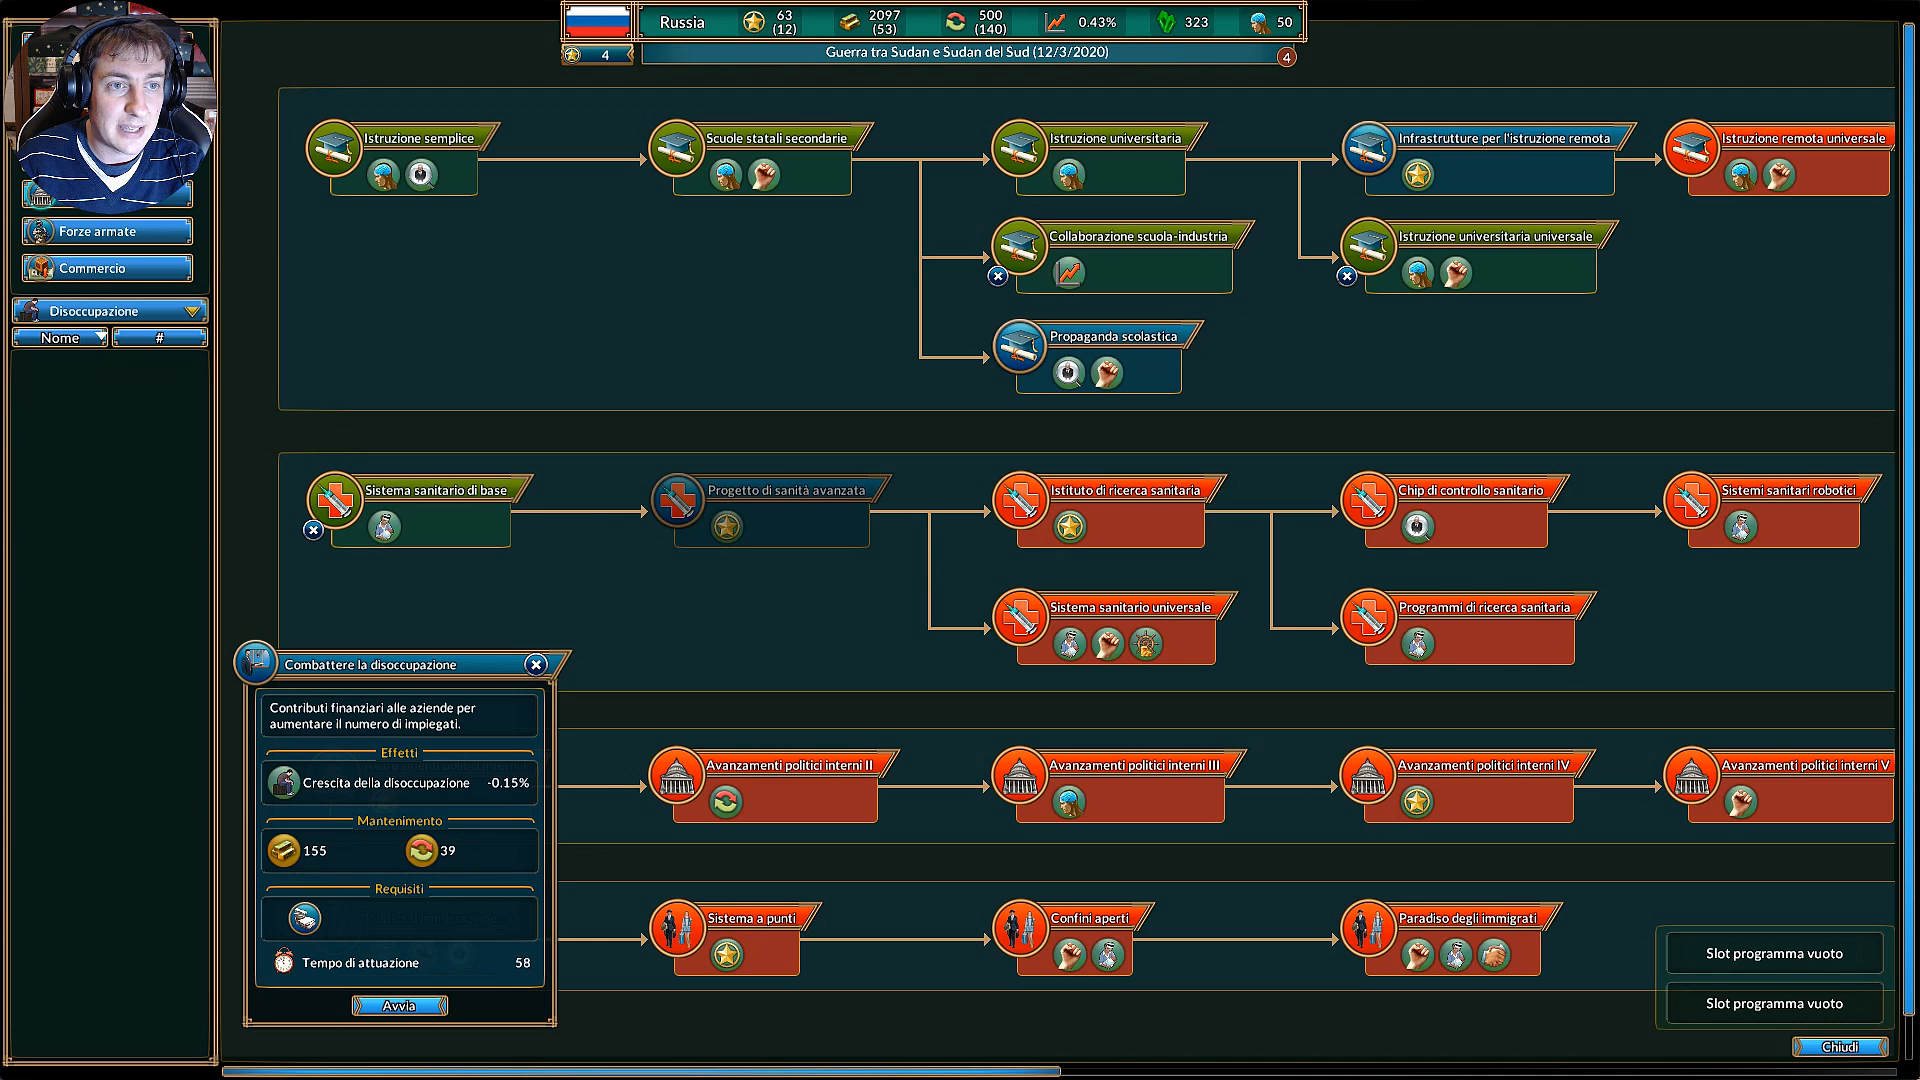 Russia
63
(12)
2097
(53)
500
(140)
0.43%
323
50
4
Guerra tra Sudan e Sudan del Sud (12/3/2020)
4
Forze armate
Commercio
Disoccupazione
Nome
#
Istruzione semplice
Scuole statali secondarie
Istruzione universitaria
Infrastrutture per l'istruzione remota
Istruzione remota universale
Collaborazione scuola-industria
Istruzione universitaria universale
Propaganda scolastica
Sistema sanitario di base
Progetto di sanità avanzata
Istituto di ricerca sanitaria
Chip di controllo sanitario
Sistemi sanitari robotici
Sistema sanitario universale
Programmi di ricerca sanitaria
Combattere la disoccupazione
Contributi finanziari alle aziende per
aumentare il numero di impiegati.
Effetti
Crescita della disoccupazione -0.15%
Mantenimento
155
39
Requisiti
Tempo di attuazione 58
Avvia
Avanzamenti politici interni II
Avanzamenti politici interni III
Avanzamenti politici interni IV
Avanzamenti politici interni V
Sistema a punti
Confini aperti
Paradiso degli immigrati
Slot programma vuoto
Slot programma vuoto
Chiudi